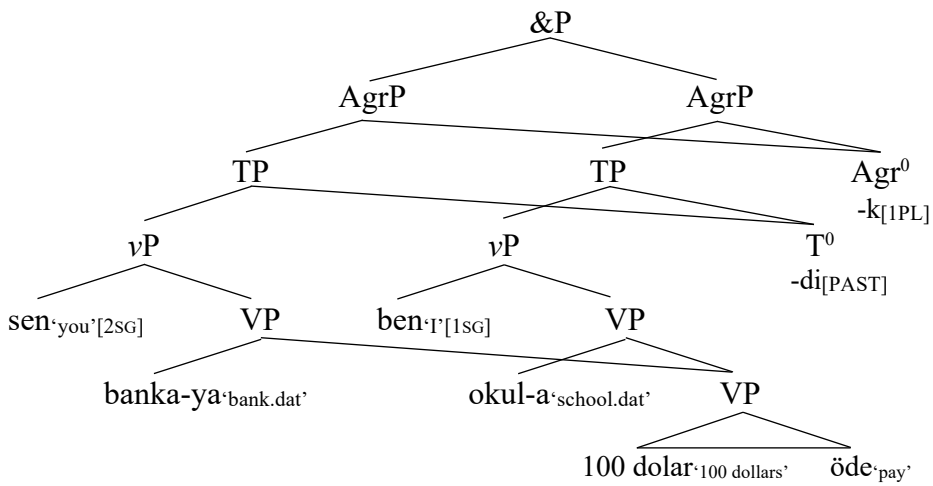 &P
AgrP AgrP
TP TP Agr⁰
-k[1PL]
vP vP T⁰
-di[PAST]
sen‘you’[2SG] VP ben‘I’[1SG] VP
banka-ya‘bank.dat’ okul-a‘school.dat’ VP
100 dolar‘100 dollars’ öde‘pay’